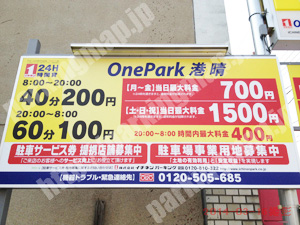 24H
時間貸
OnePark 港晴
8:00～20:00
40分200円
20:00～8:00
60分100円
[月～金]当日最大料金 700円
[土・日・祝]当日最大料金 1500円
20:00～8:00 時間内最大料金 400円
駐車サービス券 提携店舗募集中
駐車場事業用地募集中
0120-505-685